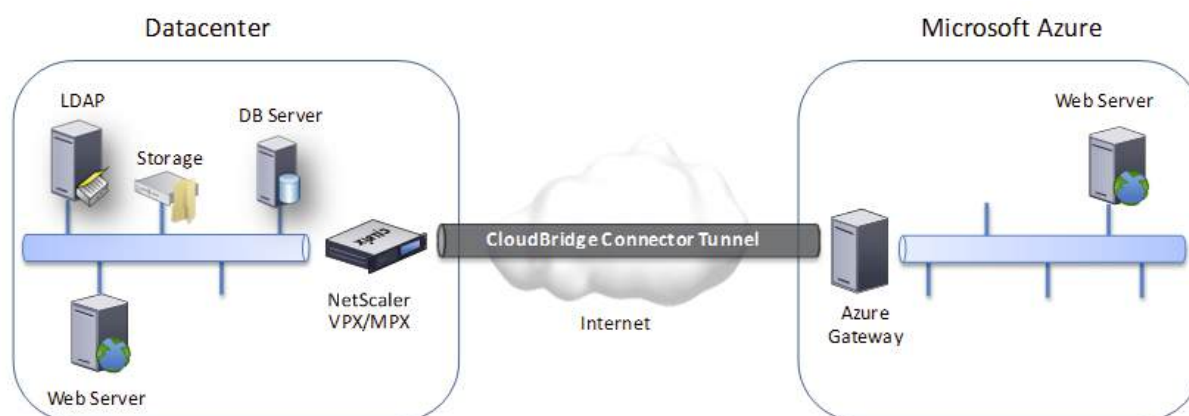 Datacenter
Microsoft Azure
LDAP
DB Server
Storage
Web Server
citrix
CloudBridge Connector Tunnel
NetScaler
VPX/MPX
Internet
Azure
Gateway
Web Server